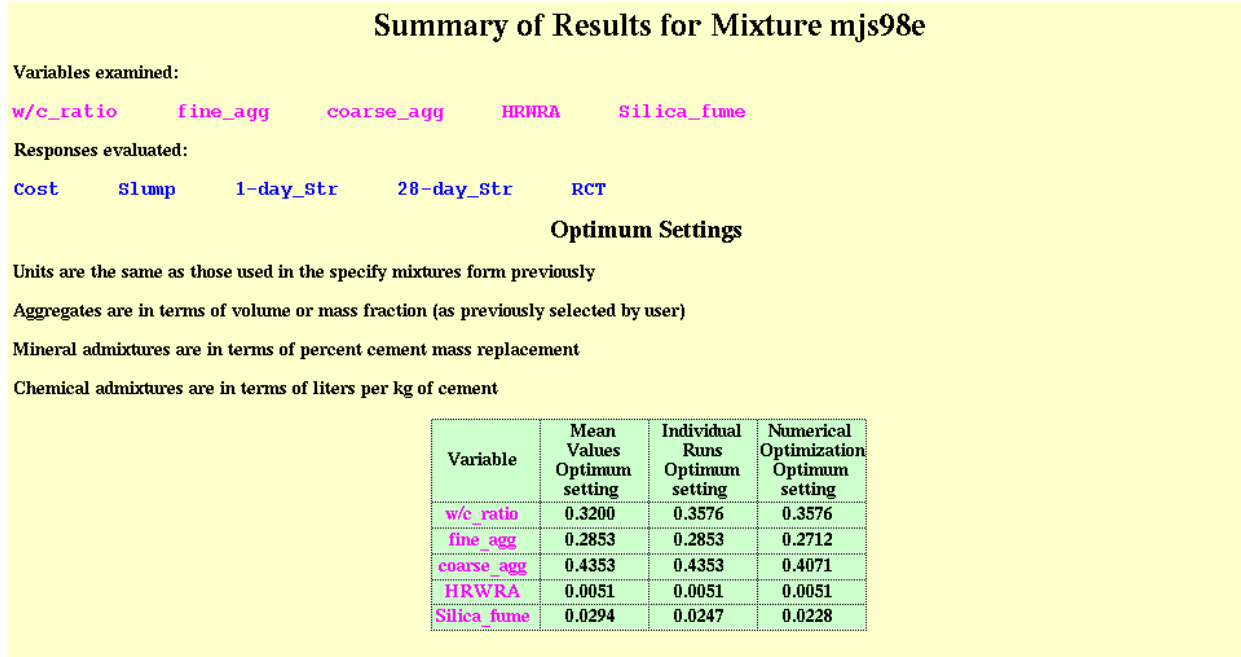 Summary of Results for Mixture mjs98e
Variables examined:
w/c_ratio fine_agg coarse_agg HRWRA Silica_fume
Responses evaluated:
Cost Slump 1-day_Str 28-day_Str RCT
Optimum Settings
Units are the same as those used in the specify mixtures form previously
Aggregates are in terms of volume or mass fraction (as previously selected by user)
Mineral admixtures are in terms of percent cement mass replacement
Chemical admixtures are in terms of liters per kg of cement
Variable Mean Values Optimum setting Individual Runs Optimum setting Numerical Optimization Optimum setting
w/c_ratio 0.3200 0.3576 0.3576
fine_agg 0.2853 0.2853 0.2712
coarse_agg 0.4353 0.4353 0.4071
HRWRA 0.0051 0.0051 0.0051
Silica_fume 0.0294 0.0247 0.0228